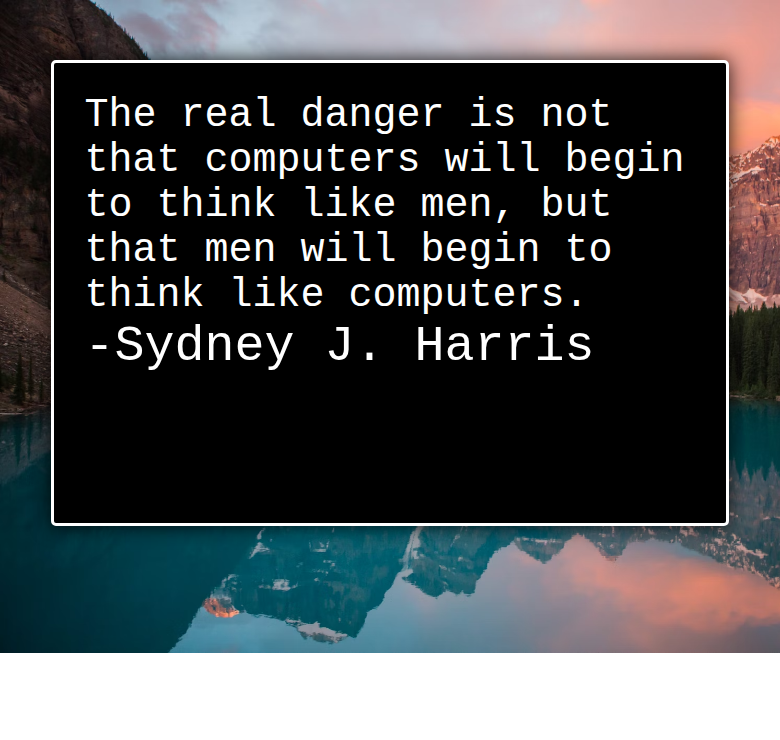 The real danger is not
that computers will begin
to think like men, but
that men will begin to
think like computers.
-Sydney J. Harris